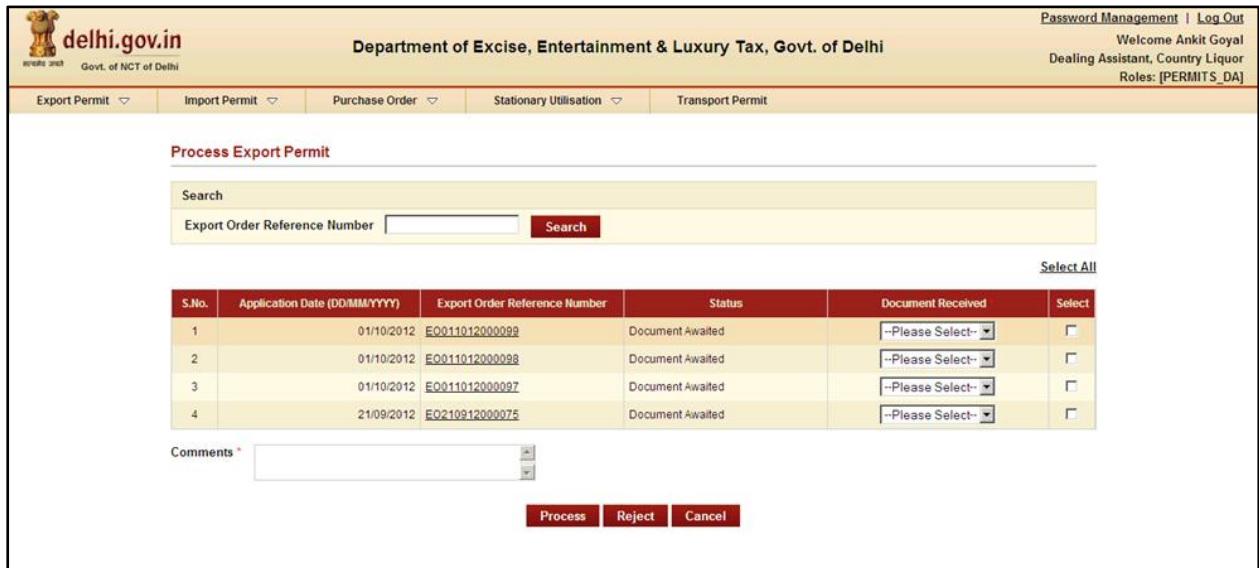 Password Management | Log Out
delhi.gov.in
Govt. of NCT of Delhi
Department of Excise, Entertainment & Luxury Tax, Govt. of Delhi
Welcome Ankit Goyal
Dealing Assistant, Country Liquor
Roles: [PERMITS_DA]
Export Permit Import Permit Purchase Order Stationary Utilisation Transport Permit
Process Export Permit
Search
Export Order Reference Number Search
Select All
S.No. Application Date (DD/MM/YYYY) Export Order Reference Number Status Document Received Select
1 01/10/2012 EO011012000099 Document Awaited --Please Select--
2 01/10/2012 EO011012000098 Document Awaited --Please Select--
3 01/10/2012 EO011012000097 Document Awaited --Please Select--
4 21/09/2012 EO210912000075 Document Awaited --Please Select--
Comments *
Process Reject Cancel